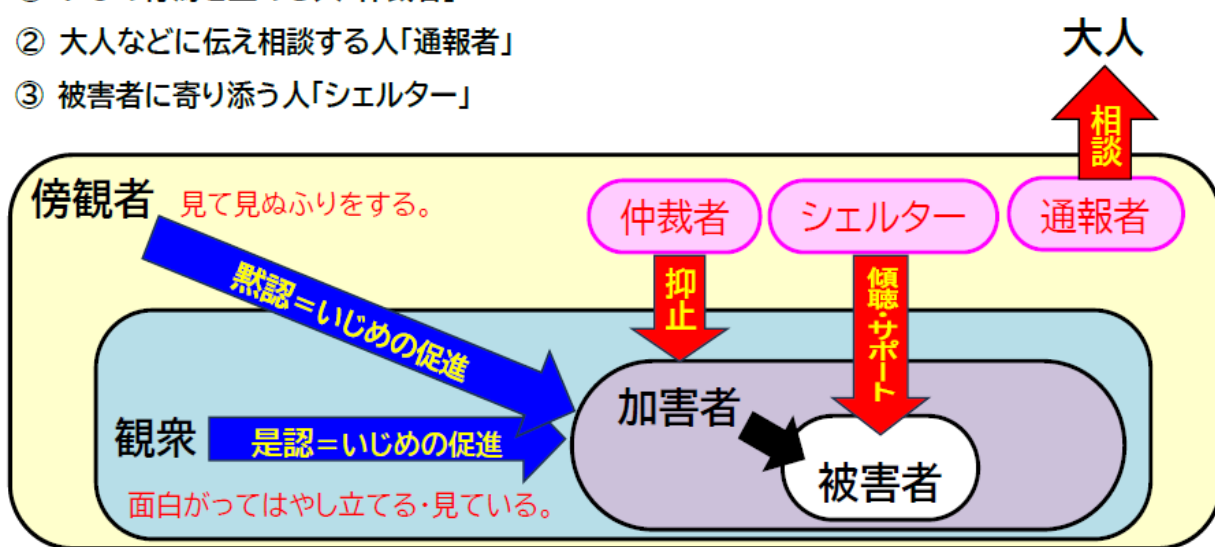 ② 大人などに伝え相談する人「通報者」
③ 被害者に寄り添う人「シェルター」
大人
相談
傍観者
見て見ぬふりをする。
仲裁者
シェルター
通報者
黙認=いじめの促進
抑止
傾聴・サポート
加害者
観衆
是認=いじめの促進
被害者
面白がってはやし立てる・見ている。